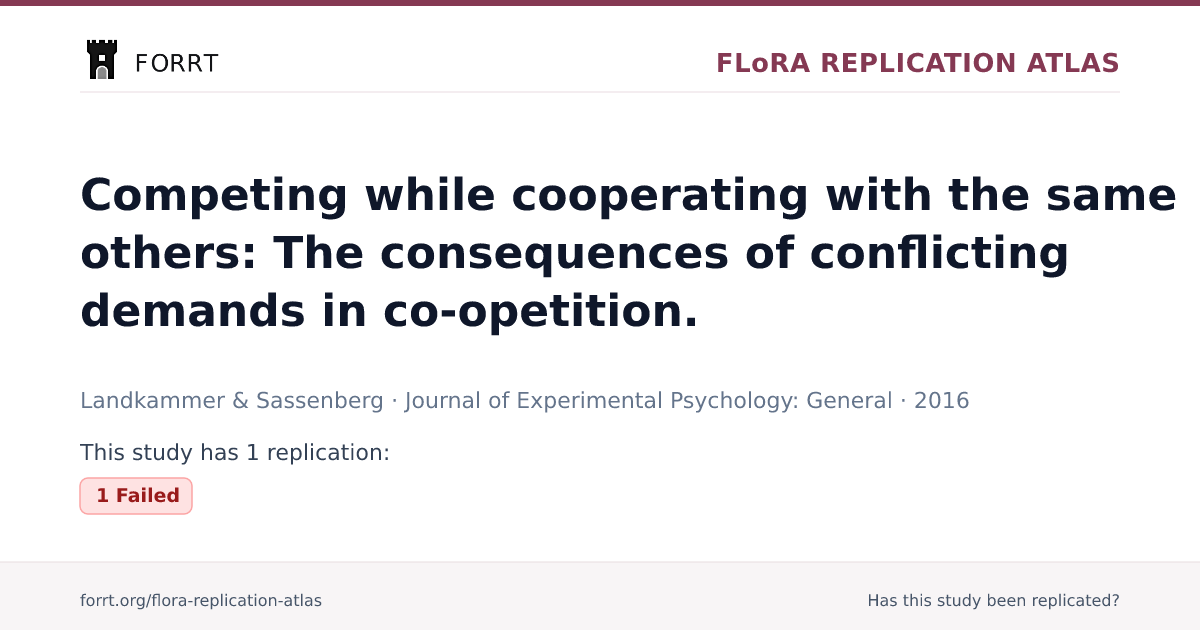 FORRT
FLoRA REPLICATION ATLAS
Competing while cooperating with the same
others: The consequences of conflicting
demands in co-opetition.
Landkammer & Sassenberg · Journal of Experimental Psychology: General · 2016
This study has 1 replication:
1 Failed
forrt.org/flora-replication-atlas
Has this study been replicated?